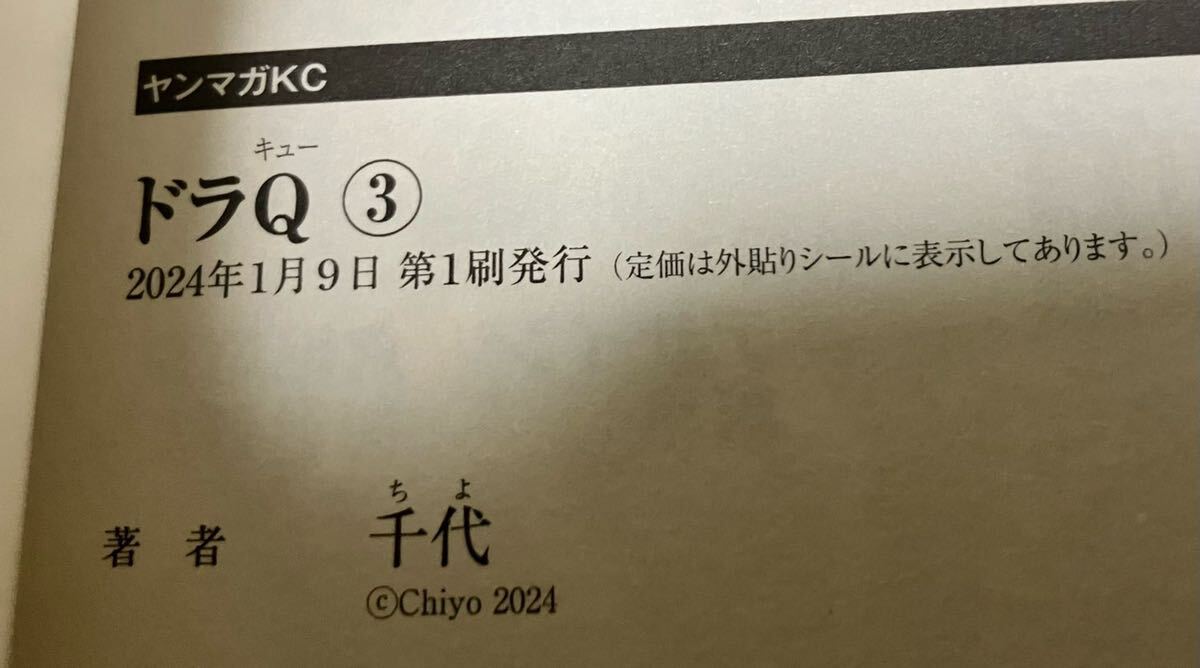 ヤンマガKC
キュー
ドラQ ③
2024年1月9日 第1刷発行（定価は外貼りシールに表示してあります。）
ちよ
著者 千代
©Chiyo 2024